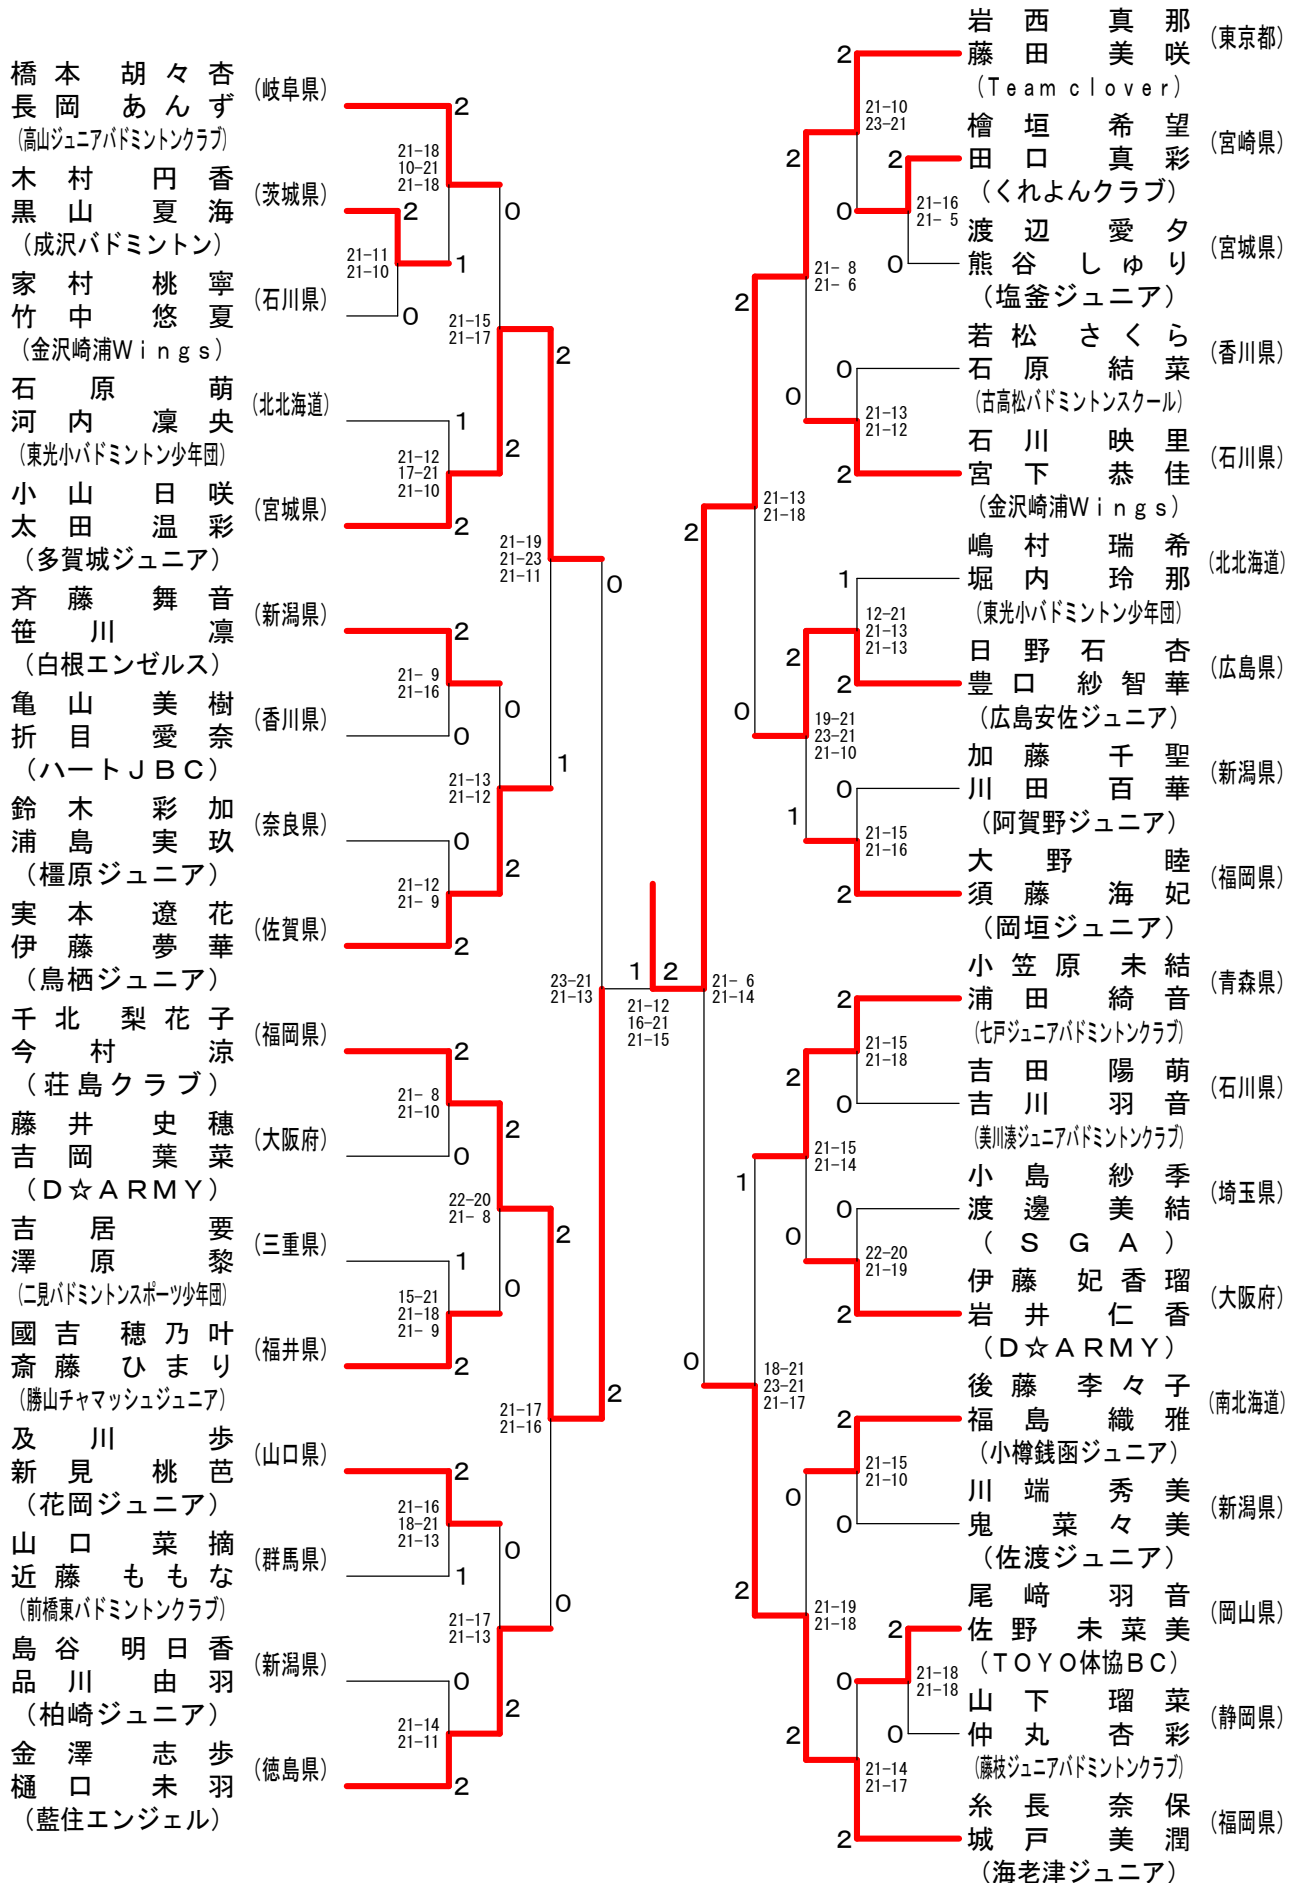 橋本 胡々杏
長岡 あんず
(高山ジュニアバドミントンクラブ)
(岐阜県)
2
21-18
10-21
21-18
0
木村 円香
黒山 夏海
(成沢バドミントン)
(茨城県)
2
1
21-11
21-10
家村 桃寧
竹中 悠夏
(金沢崎浦Wings)
(石川県)
0
21-15
21-17
2
石原 萌
河内 凜央
(東光小バドミントン少年団)
(北北海道)
1
21-12
17-21
21-10
2
小山 日咲
太田 温彩
(多賀城ジュニア)
(宮城県)
2
21-19
21-23
21-11
0
斉藤 舞音
笹川 凛
(白根エンゼルス)
(新潟県)
2
21- 9
21-16
0
亀山 美樹
折目 愛奈
(ハートJBC)
(香川県)
0
21-13
21-12
1
鈴木 彩加
浦島 実玖
(橿原ジュニア)
(奈良県)
0
21-12
21- 9
2
実本 遼花
伊藤 夢華
(鳥栖ジュニア)
(佐賀県)
2
23-21
21-13
1
2
21-12
16-21
21-15
千北 梨花子
今村 涼
(荘島クラブ)
(福岡県)
2
21- 8
21-10
2
藤井 史穂
吉岡 葉菜
(D☆ARMY)
(大阪府)
0
22-20
21- 8
2
吉居 要
澤原 黎
(二見バドミントンスポーツ少年団)
(三重県)
1
15-21
21-18
21- 9
0
國吉 穂乃叶
斎藤 ひまり
(勝山チャマッシュジュニア)
(福井県)
2
21-17
21-16
2
及川 歩
新見 桃芭
(花岡ジュニア)
(山口県)
2
21-16
18-21
21-13
0
山口 菜摘
近藤 ももな
(前橋東バドミントンクラブ)
(群馬県)
1
21-17
21-13
0
島谷 明日香
品川 由羽
(柏崎ジュニア)
(新潟県)
0
21-14
21-11
2
金澤 志歩
樋口 未羽
(藍住エンジェル)
(徳島県)
2
岩西 真那
藤田 美咲
(Team clover)
(東京都)
2
21-10
23-21
2
檜垣 希望
田口 真彩
(くれよんクラブ)
(宮崎県)
2
0
21-16
21- 5
渡辺 愛夕
熊谷 しゅり
(塩釜ジュニア)
(宮城県)
0
21- 8
21- 6
2
若松 さくら
石原 結菜
(古高松バドミントンスクール)
(香川県)
0
0
21-13
21-12
石川 映里
宮下 恭佳
(金沢崎浦Wings)
(石川県)
2
21-13
21-18
2
嶋村 瑞希
堀内 玲那
(東光小バドミントン少年団)
(北北海道)
1
12-21
21-13
21-13
2
日野石 杏
豊口 紗智華
(広島安佐ジュニア)
(広島県)
2
0
19-21
23-21
21-10
加藤 千聖
川田 百華
(阿賀野ジュニア)
(新潟県)
0
1
21-15
21-16
大野 睦
須藤 海妃
(岡垣ジュニア)
(福岡県)
2
21- 6
21-14
小笠原 未結
浦田 綺音
(七戸ジュニアバドミントンクラブ)
(青森県)
2
21-15
21-18
2
吉田 陽萌
吉川 羽音
(美川湊ジュニアバドミントンクラブ)
(石川県)
0
21-15
21-14
1
小島 紗季
渡邊 美結
(SGA)
(埼玉県)
0
0
22-20
21-19
伊藤 妃香瑠
岩井 仁香
(D☆ARMY)
(大阪府)
2
0
18-21
23-21
21-17
後藤 李々子
福島 織雅
(小樽銭函ジュニア)
(南北海道)
2
21-15
21-10
0
川端 秀美
鬼 菜々美
(佐渡ジュニア)
(新潟県)
0
2
21-19
21-18
尾﨑 羽音
佐野 未菜美
(TOYO体協BC)
(岡山県)
2
0
21-18
21-18
山下 瑠菜
仲丸 杏彩
(藤枝ジュニアバドミントンクラブ)
(静岡県)
0
2
21-14
21-17
糸長 奈保
城戸 美潤
(海老津ジュニア)
(福岡県)
2